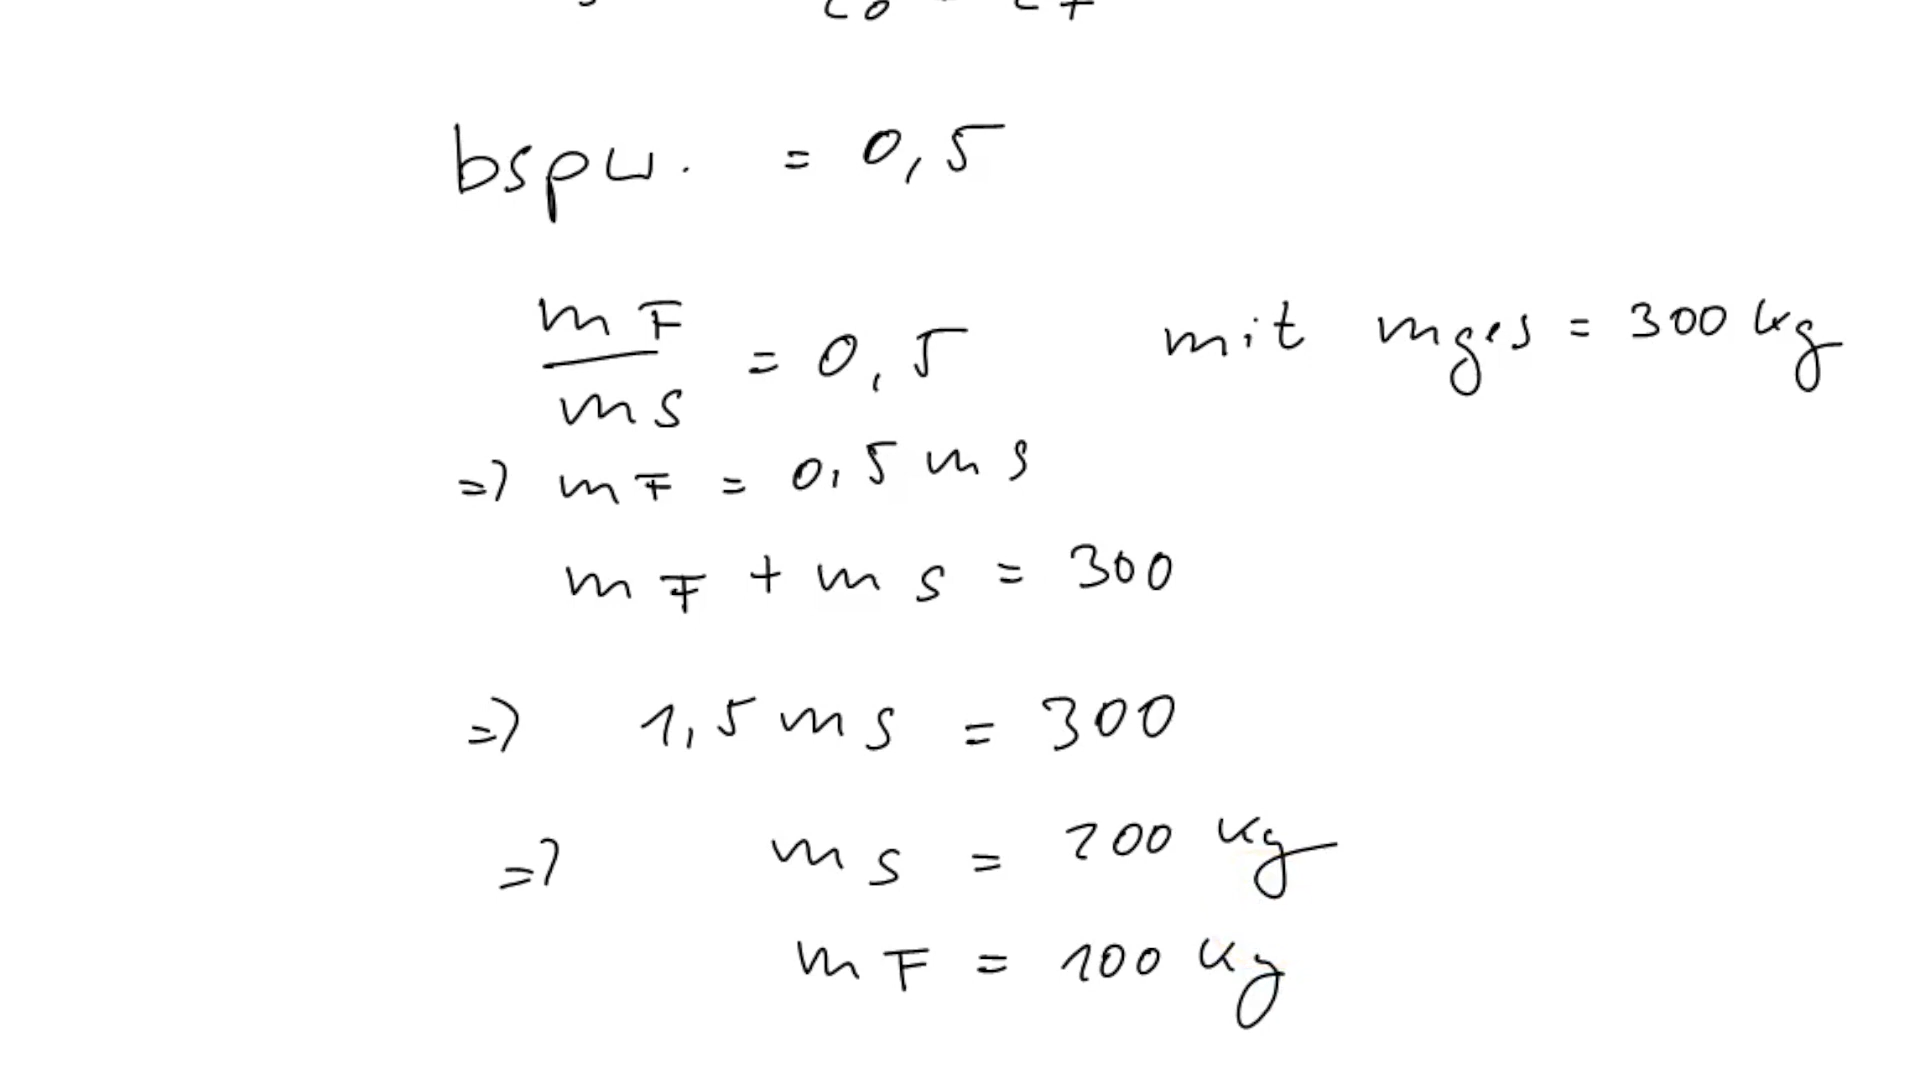 bspw. = 0,5
mF/mS = 0,5 mit mges = 300 kg
=> mF = 0,5 mS
mF + mS = 300
=> 1,5 mS = 300
=> mS = 200 kg
mF = 100 kg